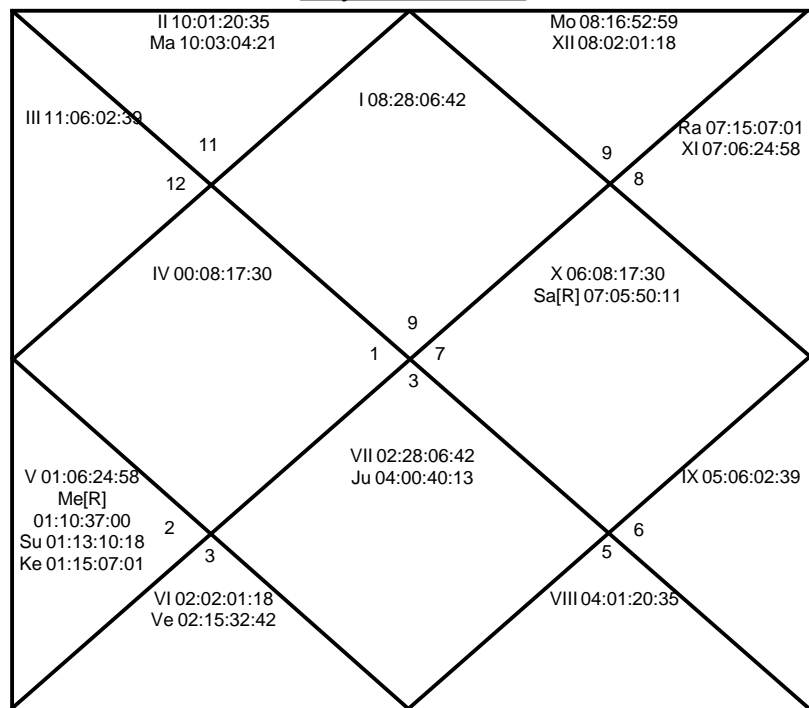 II 10:01:20:35
Ma 10:03:04:21
Mo 08:16:52:59
XII 08:02:01:18
I 08:28:06:42
III 11:06:02:39
Ra 07:15:07:01
XI 07:06:24:58
11
9
12
8
IV 00:08:17:30
X 06:08:17:30
Sa[R] 07:05:50:11
9
1
7
3
VII 02:28:06:42
Ju 04:00:40:13
V 01:06:24:58
Me[R]
01:10:37:00
Su 01:13:10:18
Ke 01:15:07:01
IX 05:06:02:39
2
6
3
5
VI 02:02:01:18
Ve 02:15:32:42
VIII 04:01:20:35